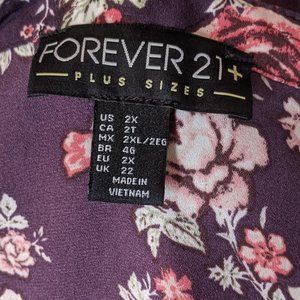 FOREVER 21+
PLUS SIZES
US 2X
CA 2T
MX 2XL/2EG
BR 4G
EU 2X
UK 22
MADE IN
VIETNAM